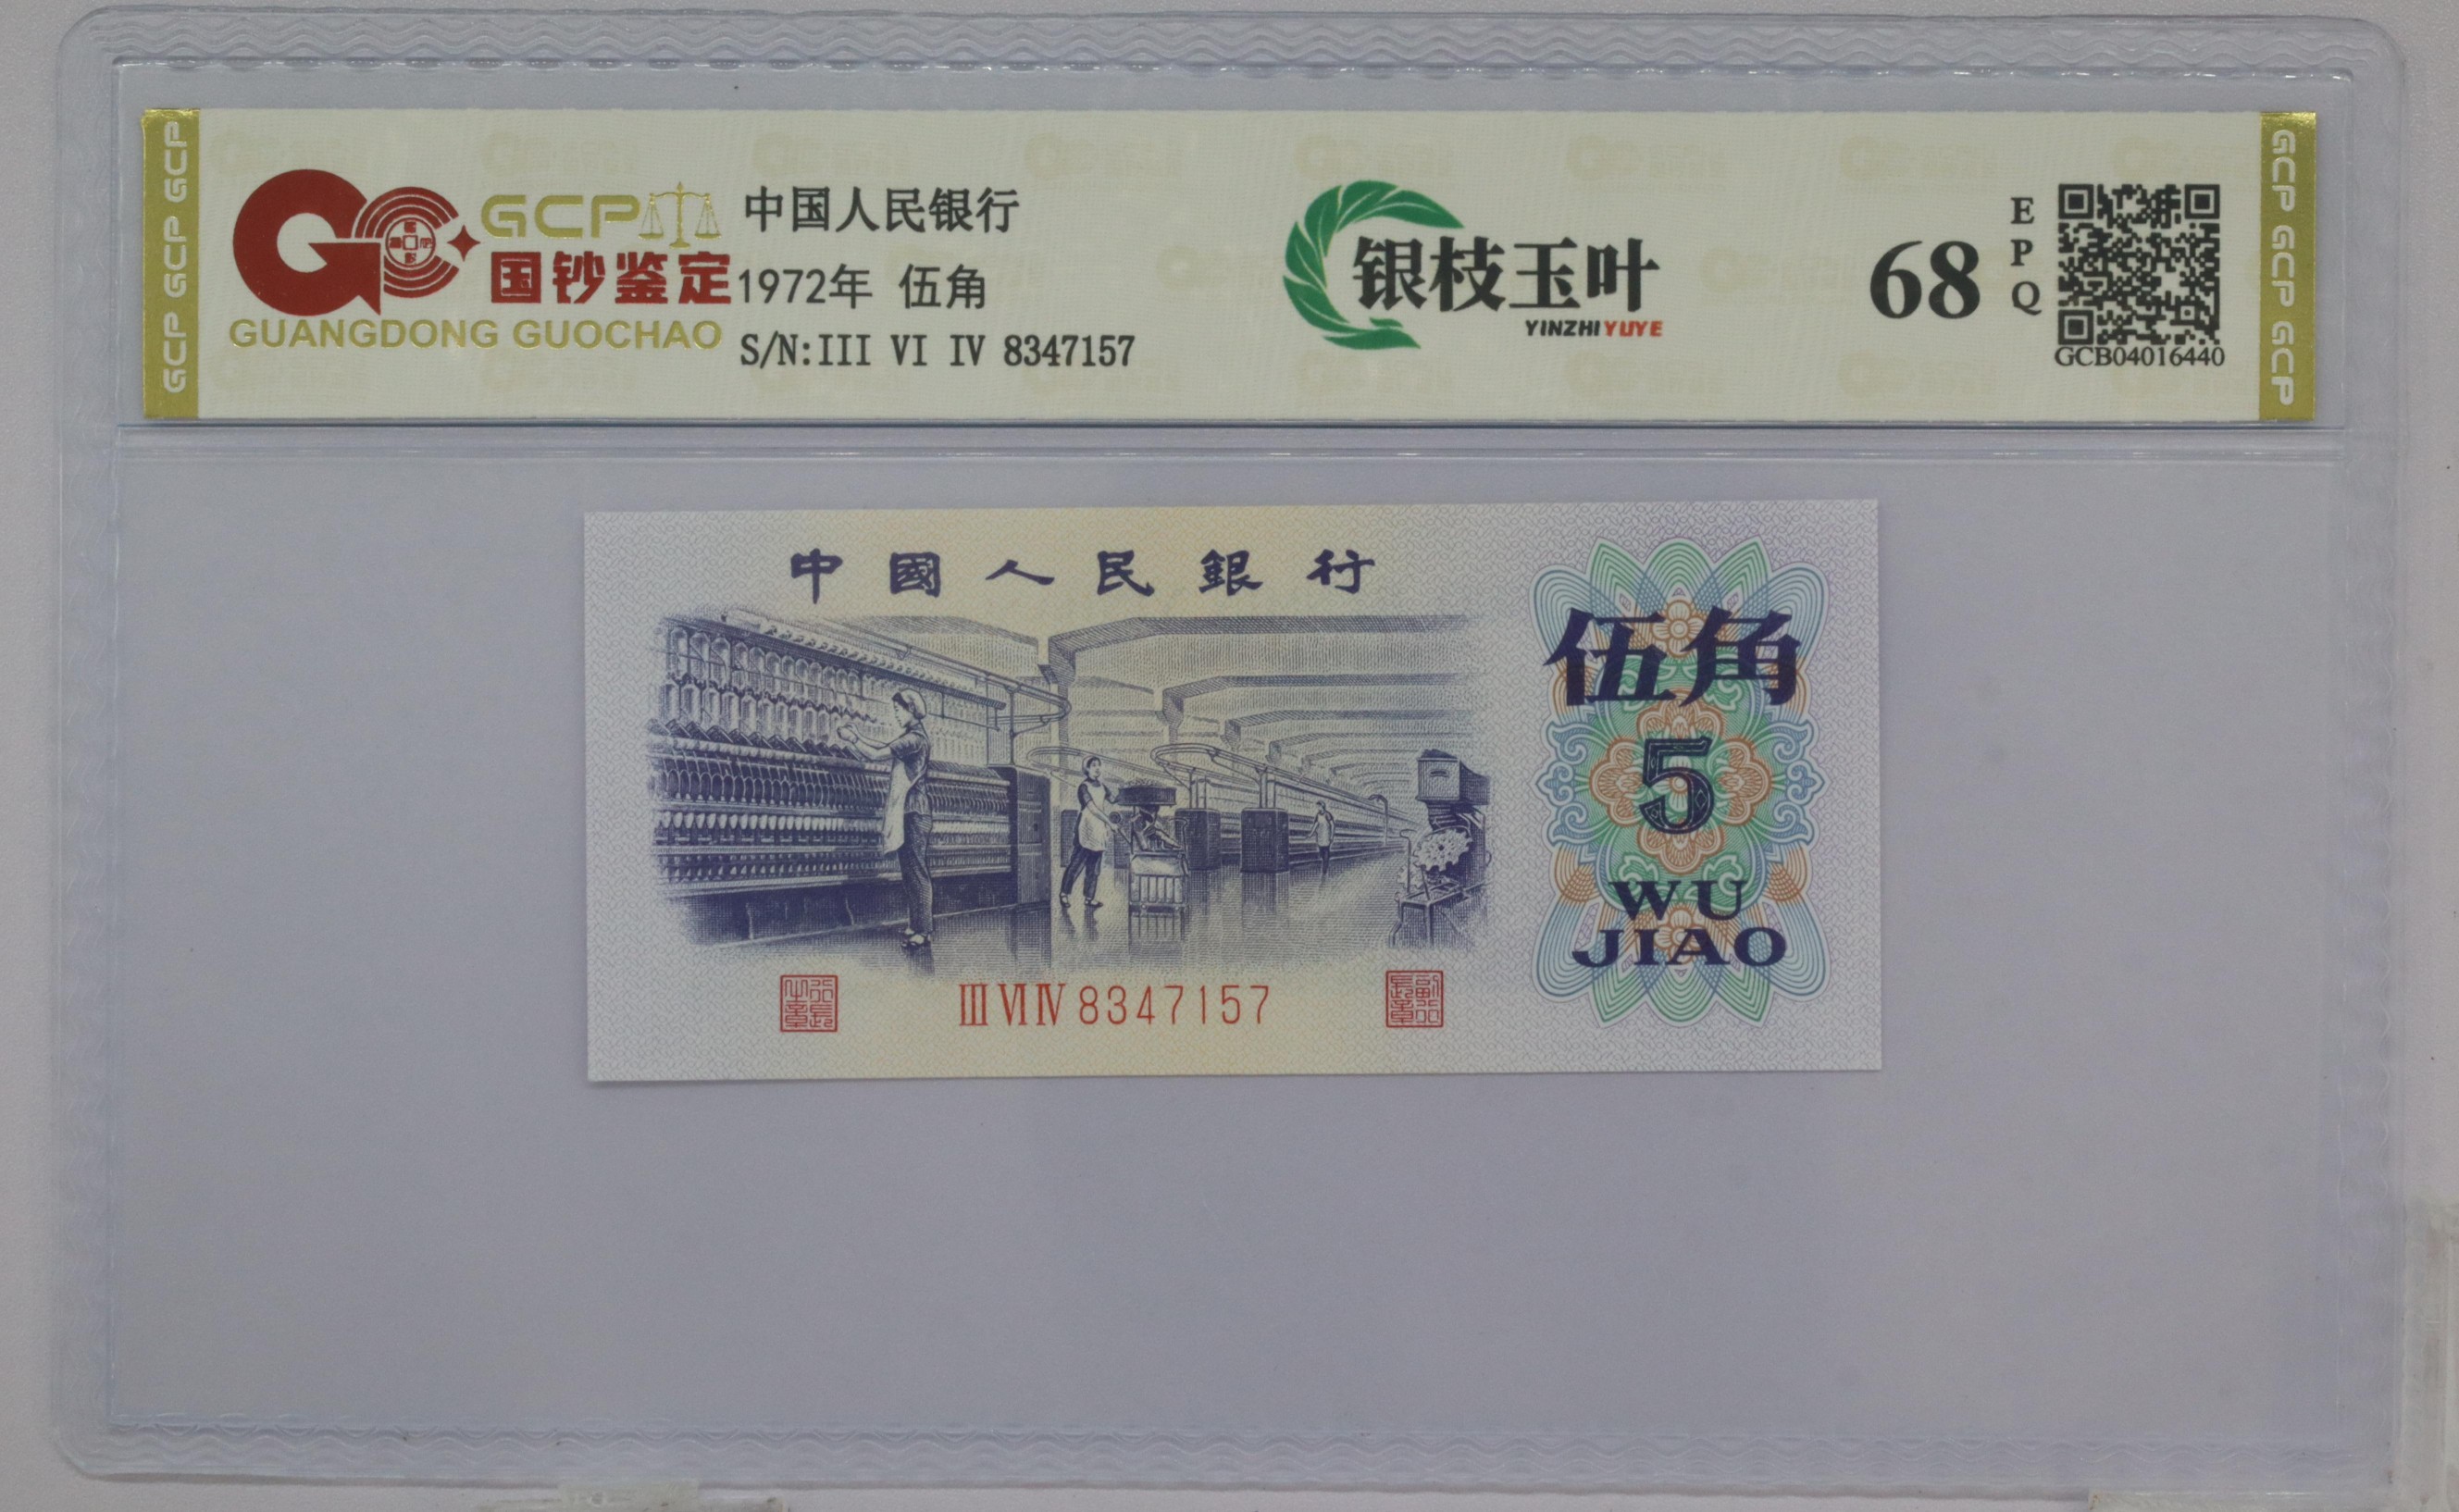 GCP GCP GCP
GCP
国钞鉴定
GUANGDONG GUOCHAO
中国人民银行
1972年 伍角
S/N:III VI IV 8347157
银枝玉叶
YINZHIYUYE
68
EPQ
GCB04016440
GCP GCP GCP
中國人民銀行
伍角
5
WU
JIAO
III VI IV 8347157